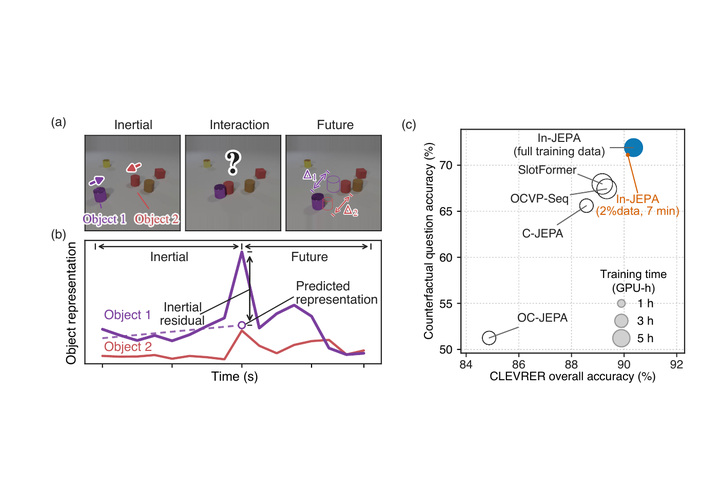 (a)
Inertial
Interaction
Future
?
Δ1
Δ2
Object 1
Object 2
(b)
Object representation
Inertial
Future
Object 1
Object 2
Inertial
residual
Predicted
representation
Time (s)
(c)
Counterfactual question accuracy (%)
70
65
60
55
50
84
86
88
90
92
CLEVRER overall accuracy (%)
In-JEPA
(full training data)
SlotFormer
OCVP-Seq
In-JEPA
(2%data, 7 min)
C-JEPA
OC-JEPA
Training time
(GPU-h)
1 h
3 h
5 h